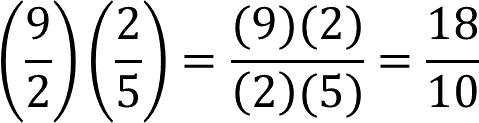 (9/2)(2/5) = (9)(2)/(2)(5) = 18/10